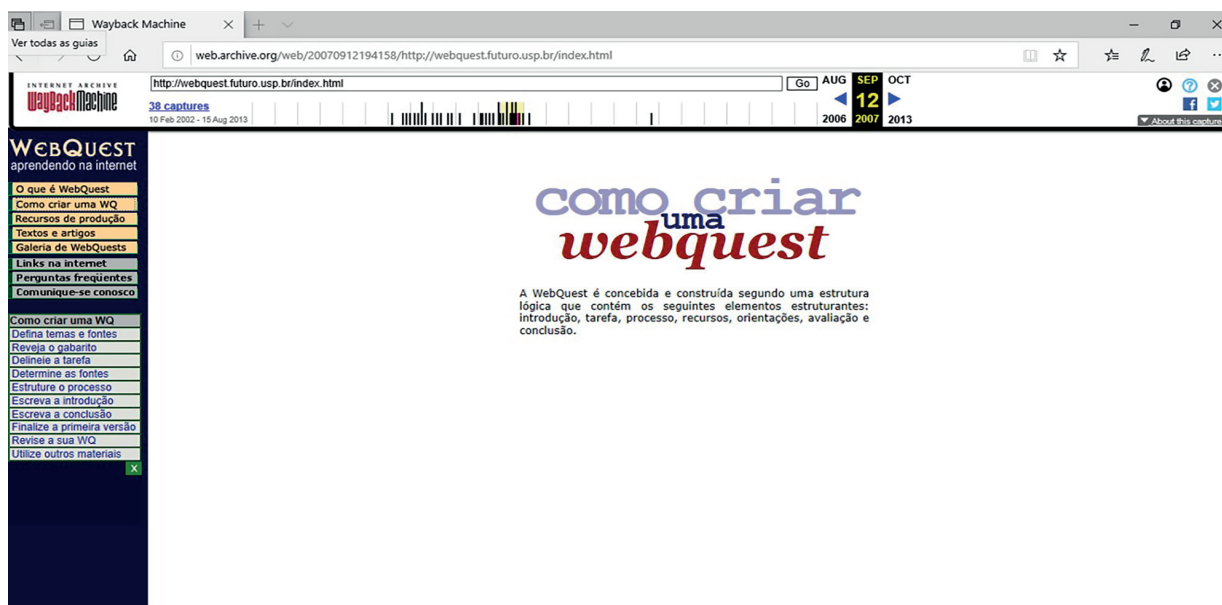 Wayback Machine
Ver todas as guias
web.archive.org/web/20070912194158/http://webquest.futuro.usp.br/index.html
INTERNET ARCHIVE
WayBackMachine
http://webquest.futuro.usp.br/index.html
Go
AUG SEP OCT
38 captures
12
10 Feb 2002 - 15 Aug 2013
2006 2007 2013
About this capture
WEBQUEST
aprendendo na internet
O que é WebQuest
Como criar uma WQ
Recursos de produção
Textos e artigos
Galeria de WebQuests
Links na internet
Perguntas freqüentes
Comunique-se conosco
Como criar uma WQ
Defina temas e fontes
Reveja o gabarito
Delineie a tarefa
Determine as fontes
Estruture o processo
Escreva a introdução
Escreva a conclusão
Finalize a primeira versão
Revise a sua WQ
Utilize outros materiais
X
como criar
uma
webquest
A WebQuest é concebida e construída segundo uma estrutura
lógica que contém os seguintes elementos estruturantes:
introdução, tarefa, processo, recursos, orientações, avaliação e
conclusão.